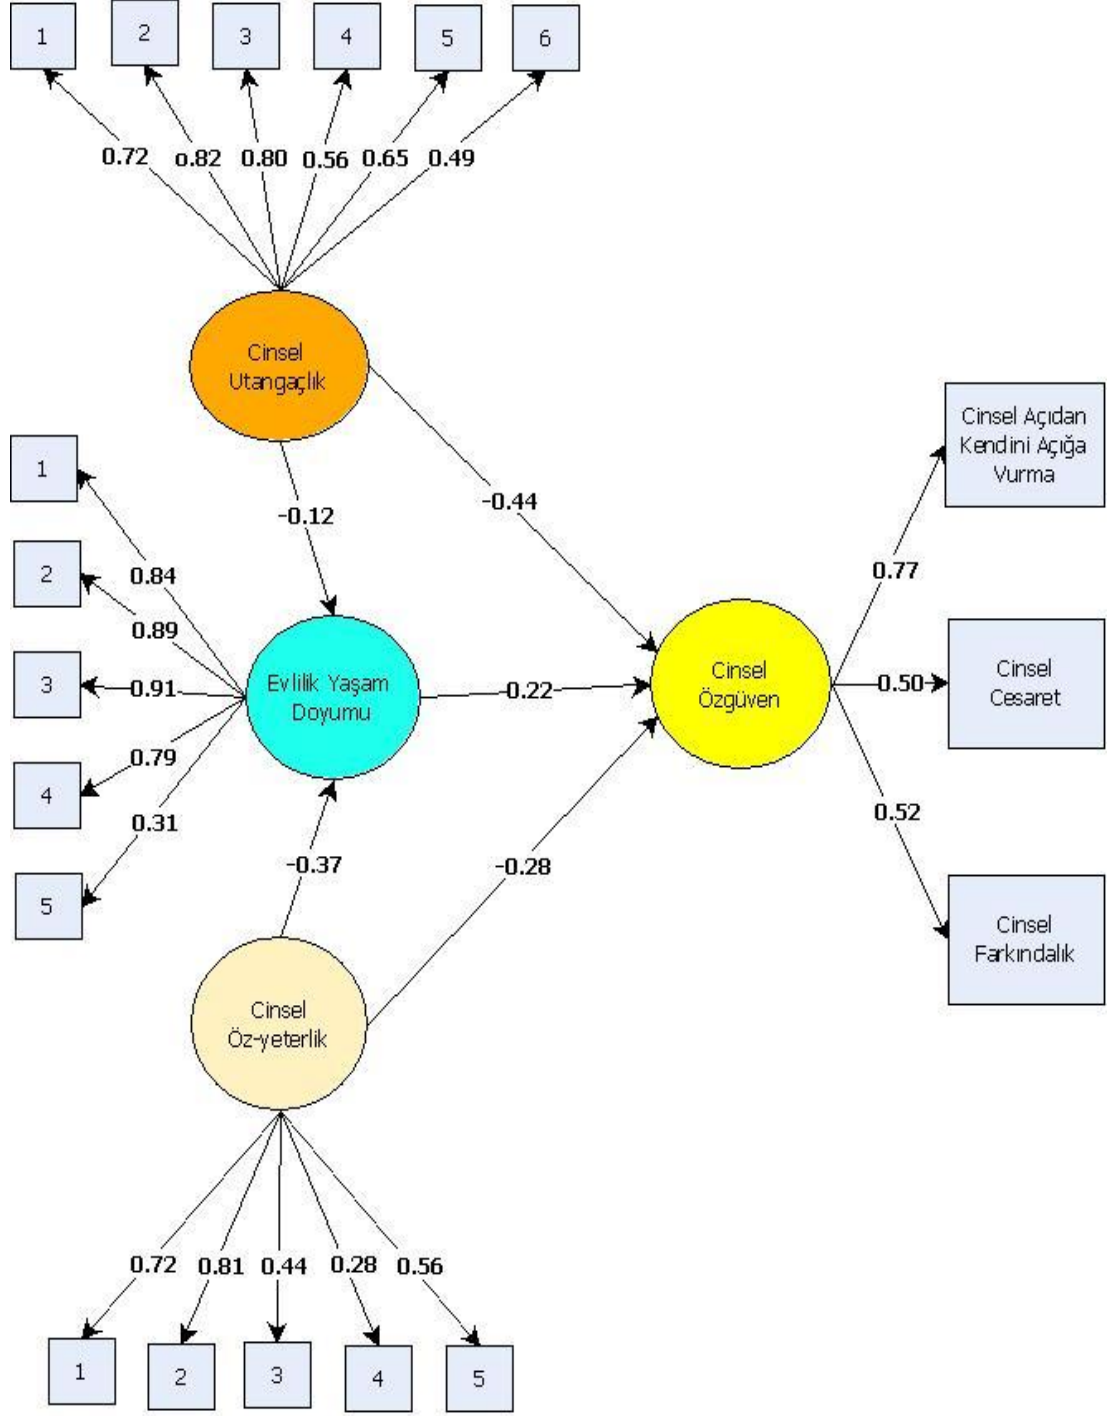 1
2
3
4
5
6
0.72
o.82
0.80
0.56
0.65
0.49
Cinsel
Utangaçlık
-0.12
-0.44
1
2
3
4
5
0.84
0.89
0.91
0.79
0.31
Evlilik Yaşam
Doyumu
0.22
Cinsel
Özgüven
0.77
0.50
0.52
Cinsel Açıdan
Kendini Açığa
Vurma
Cinsel
Cesaret
Cinsel
Farkındalık
-0.37
-0.28
Cinsel
Öz-yeterlik
0.72
0.81
0.44
0.28
0.56
1
2
3
4
5